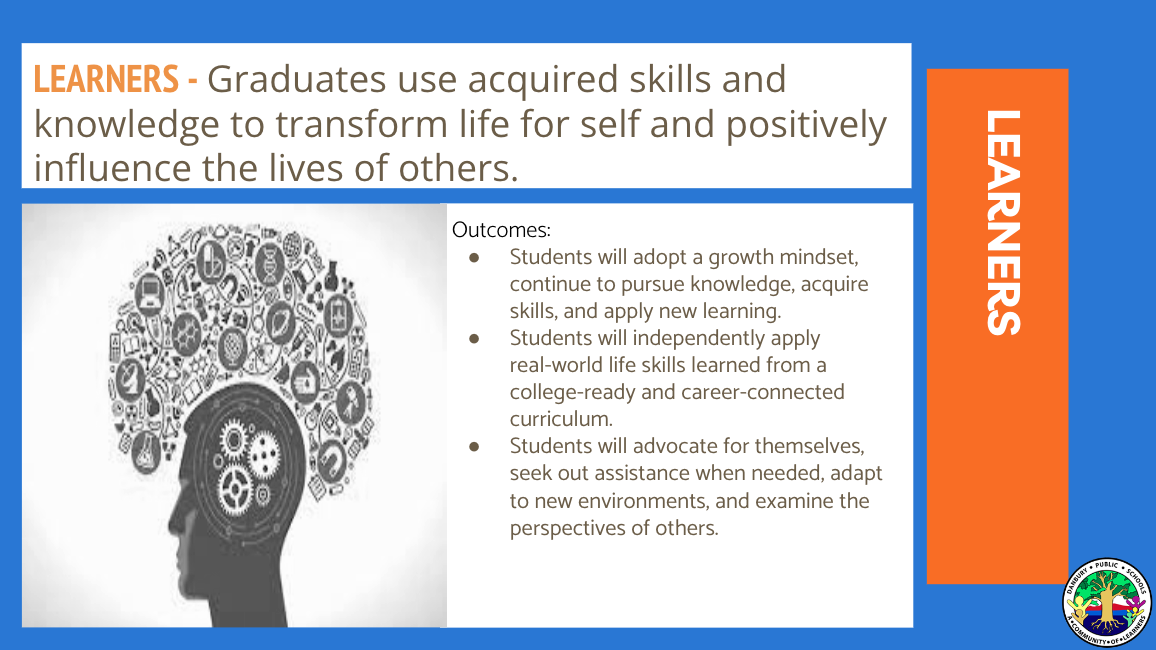 LEARNERS - Graduates use acquired skills and
knowledge to transform life for self and positively
influence the lives of others.
Outcomes:
● Students will adopt a growth mindset,
continue to pursue knowledge, acquire
skills, and apply new learning.
● Students will independently apply
real-world life skills learned from a
college-ready and career-connected
curriculum.
● Students will advocate for themselves,
seek out assistance when needed, adapt
to new environments, and examine the
perspectives of others.
LEARNERS
DANBURY • PUBLIC • SCHOOLS
A•COMMUNITY•OF•LEARNERS